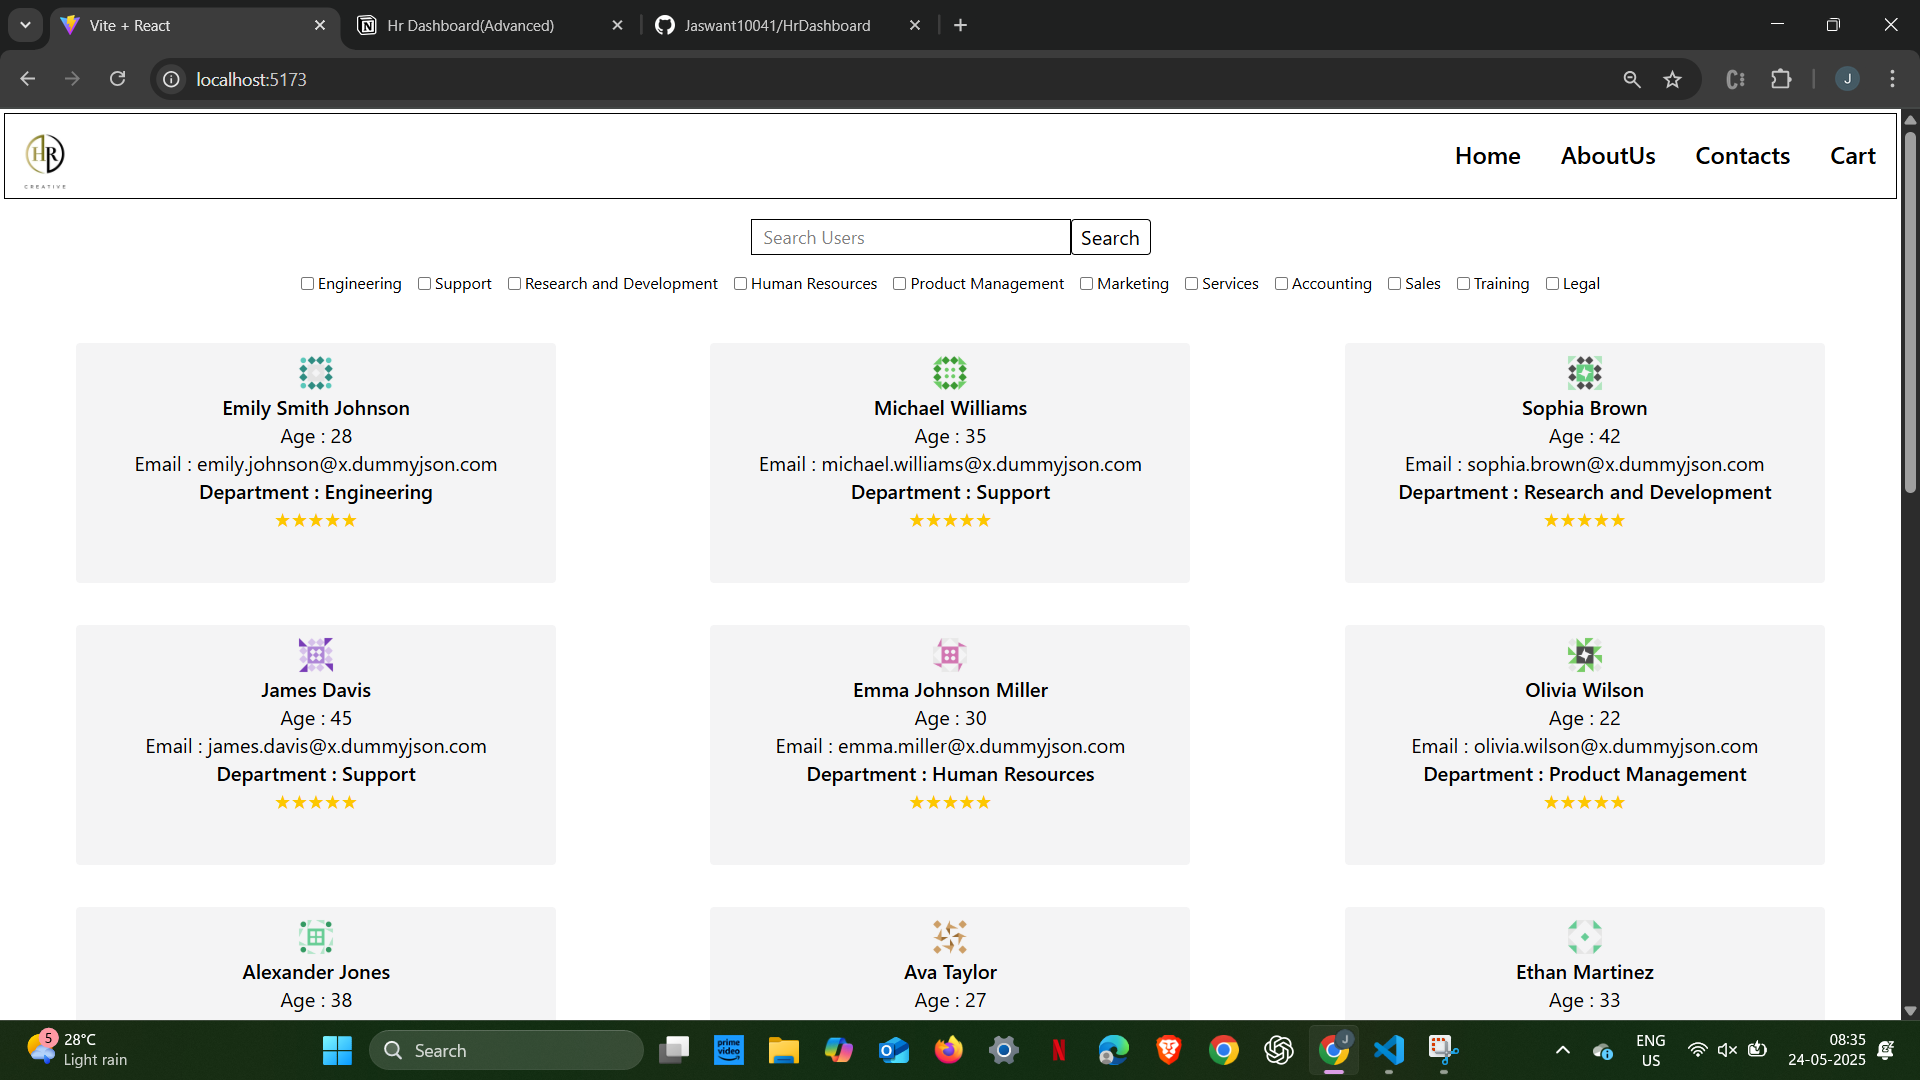 Vite + React
Hr Dashboard(Advanced)
Jaswant10041/HrDashboard
localhost:5173
J
HR
CREATIVE
Home AboutUs Contacts Cart
Search Users Search
Engineering Support Research and Development Human Resources Product Management Marketing Services Accounting Sales Training Legal
Emily Smith Johnson
Age : 28
Email : emily.johnson@x.dummyjson.com
Department : Engineering
★★★★★
Michael Williams
Age : 35
Email : michael.williams@x.dummyjson.com
Department : Support
★★★★★
Sophia Brown
Age : 42
Email : sophia.brown@x.dummyjson.com
Department : Research and Development
★★★★★
James Davis
Age : 45
Email : james.davis@x.dummyjson.com
Department : Support
★★★★★
Emma Johnson Miller
Age : 30
Email : emma.miller@x.dummyjson.com
Department : Human Resources
★★★★★
Olivia Wilson
Age : 22
Email : olivia.wilson@x.dummyjson.com
Department : Product Management
★★★★★
Alexander Jones
Age : 38
Ava Taylor
Age : 27
Ethan Martinez
Age : 33
5
28°C
Light rain
Search
prime
video
N
J
ENG
US
08:35
24-05-2025